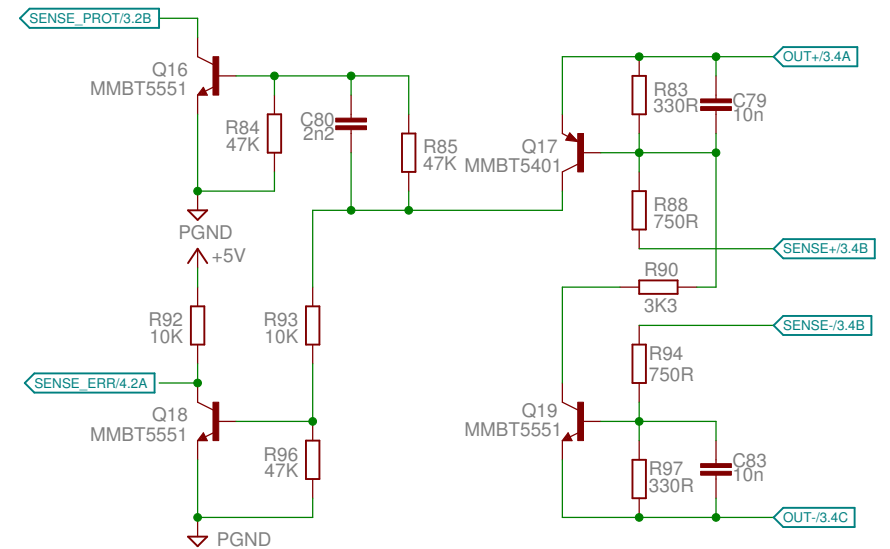 SENSE_PROT/3.2B
OUT+/3.4A
Q16
MMBT5551
R83
330R
C79
10n
R84
47K
C80
2n2
R85
47K
Q17
MMBT5401
R88
750R
PGND
+5V
SENSE+/3.4B
R90
3K3
R92
10K
R93
10K
SENSE-/3.4B
R94
750R
SENSE_ERR/4.2A
Q18
MMBT5551
Q19
MMBT5551
R96
47K
R97
330R
C83
10n
OUT-/3.4C
PGND